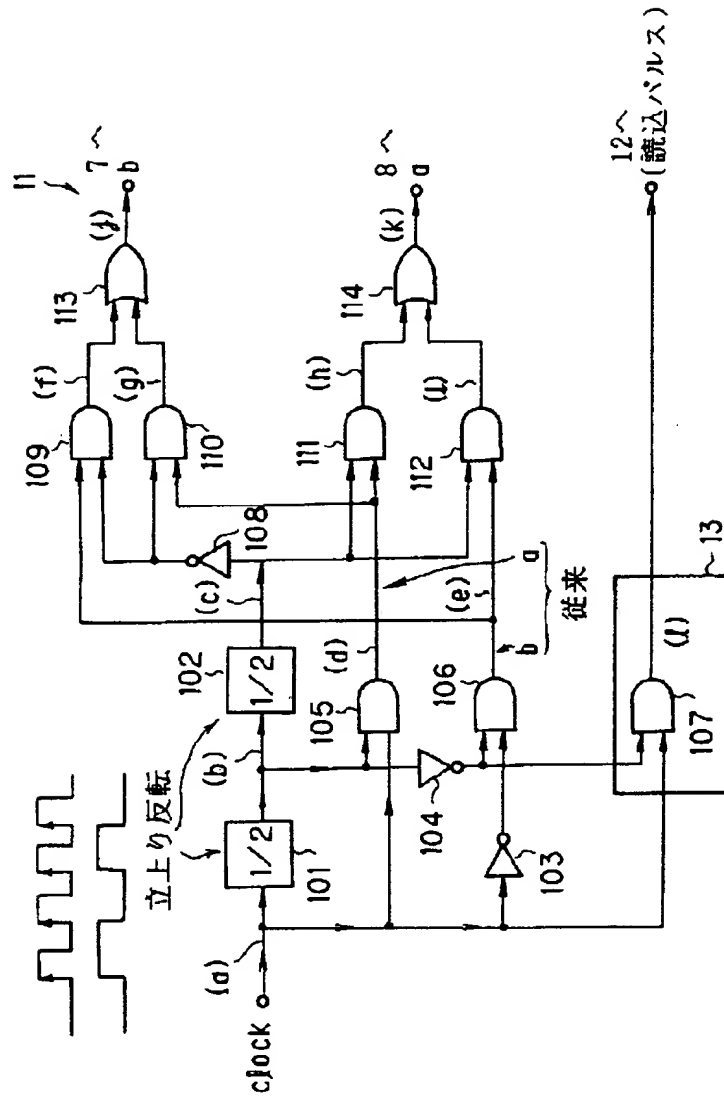 11
7へ
b
(j)
113
(f)
(g)
109
110
8へ
a
(k)
114
(h)
(i)
111
112
12へ
(読込パルス)
108
(c)
a
(e)
従来
b
(d)
102
1/2
105
106
13
(l)
107
立上り反転
(b)
104
1/2
101
103
(a)
clock